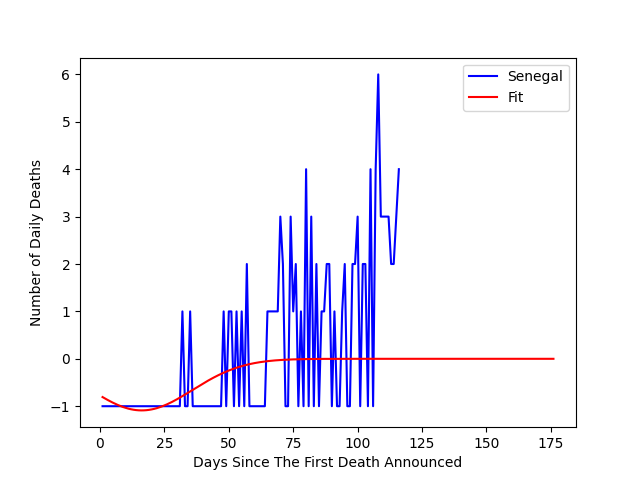 Senegal
Fit
6
5
4
3
2
1
0
−1
Number of Daily Deaths
0 25 50 75 100 125 150 175
Days Since The First Death Announced